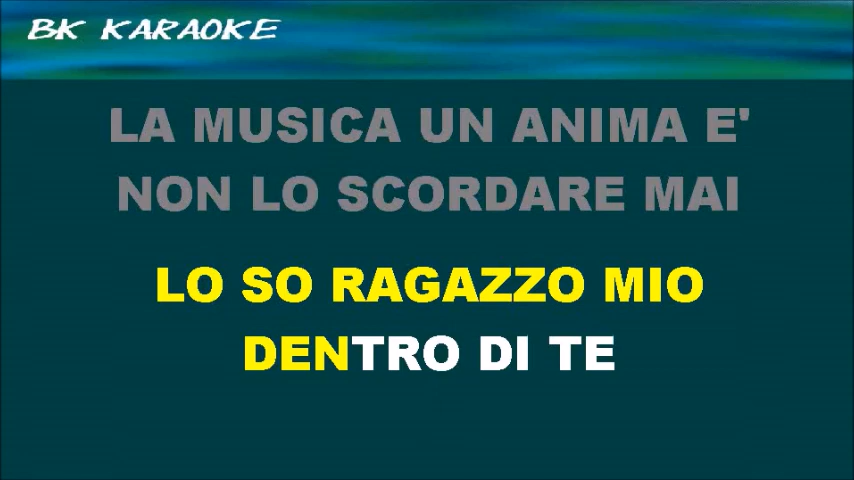 BK KARAOKE
LA MUSICA UN ANIMA E'
NON LO SCORDARE MAI
LO SO RAGAZZO MIO
DENTRO DI TE